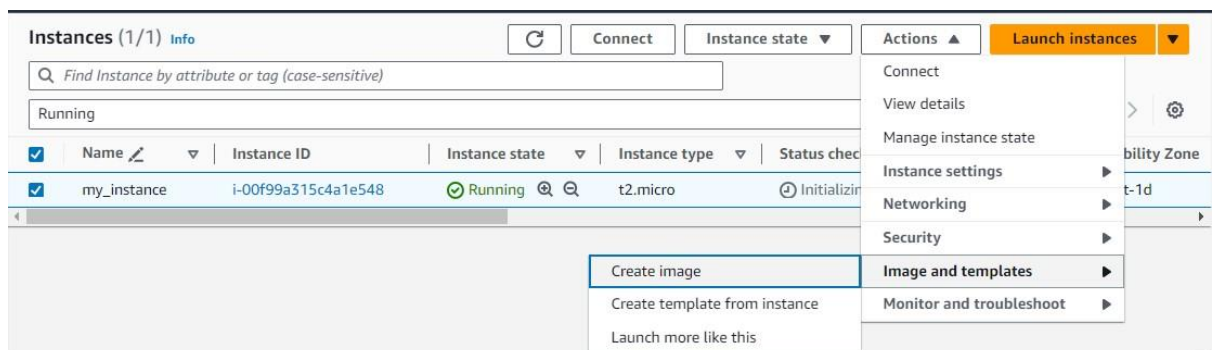 Instances (1/1) Info
Connect
Instance state
Actions
Launch instances
Find Instance by attribute or tag (case-sensitive)
Running
Name
Instance ID
Instance state
Instance type
Status chec
bility Zone
my_instance
i-00f99a315c4a1e548
Running
t2.micro
Initializin
t-1d
Connect
View details
Manage instance state
Instance settings
Networking
Security
Image and templates
Monitor and troubleshoot
Create image
Create template from instance
Launch more like this